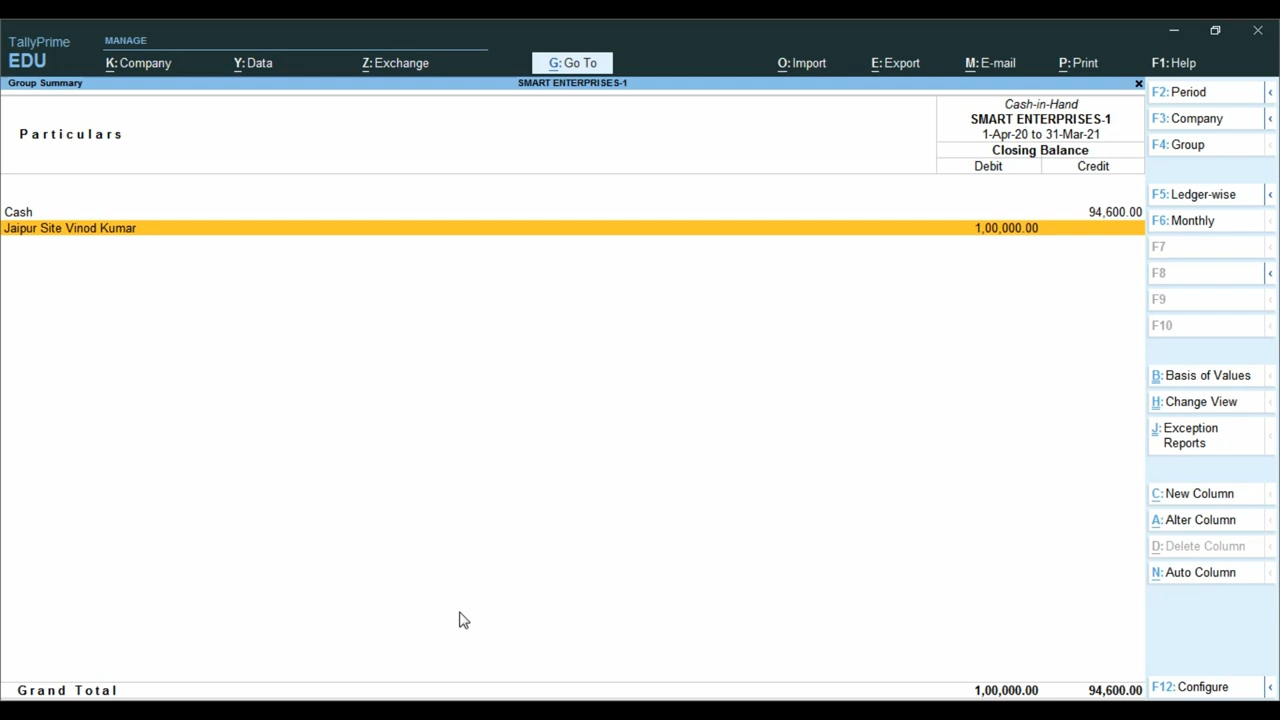 TallyPrime
EDU
MANAGE
K: Company
Y: Data
Z: Exchange
G: Go To
O: Import
E: Export
M: E-mail
P: Print
F1: Help
Group Summary
SMART ENTERPRISES-1
Particulars
Cash-in-Hand
SMART ENTERPRISES-1
1-Apr-20 to 31-Mar-21
Closing Balance
Debit Credit
Cash 94,600.00
Jaipur Site Vinod Kumar 1,00,000.00
Grand Total 1,00,000.00 94,600.00
F2: Period
F3: Company
F4: Group
F5: Ledger-wise
F6: Monthly
F7
F8
F9
F10
B: Basis of Values
H: Change View
J: Exception
Reports
C: New Column
A: Alter Column
D: Delete Column
N: Auto Column
F12: Configure